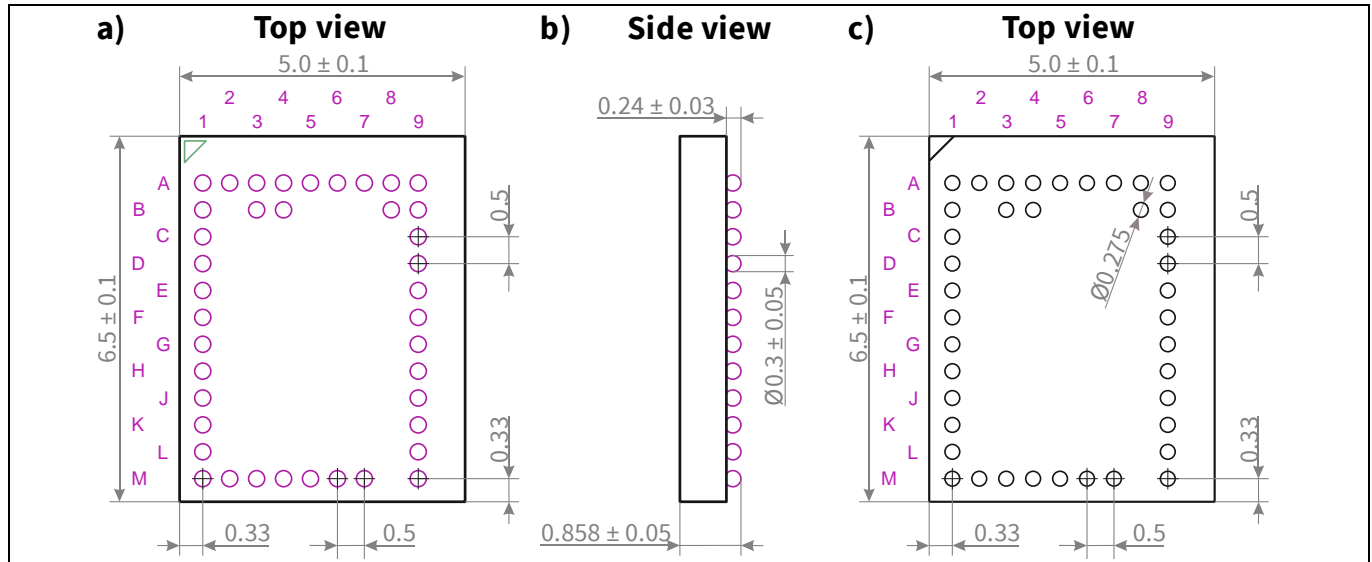 a) Top view
5.0 ± 0.1
2 4 6 8
1 3 5 7 9
A
B
C
D
E
F
G
H
J
K
L
M
6.5 ± 0.1
0.5
0.33
0.33
0.5
b) Side view
0.24 ± 0.03
Ø0.3 ± 0.05
0.858 ± 0.05
c) Top view
5.0 ± 0.1
2 4 6 8
1 3 5 7 9
A
B
C
D
E
F
G
H
J
K
L
M
6.5 ± 0.1
Ø0.275
0.5
0.33
0.33
0.5